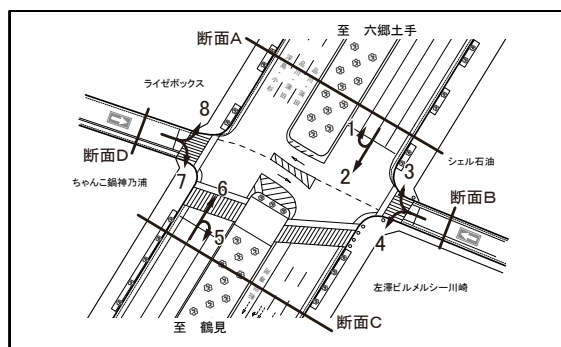 至 六郷土手
断面A
ライゼボックス
8
断面D
1
2
シェル石油
3
ちゃんこ鍋神乃浦
7
6
断面B
5
4
左澤ビルメルシー川崎
断面C
至 鶴見